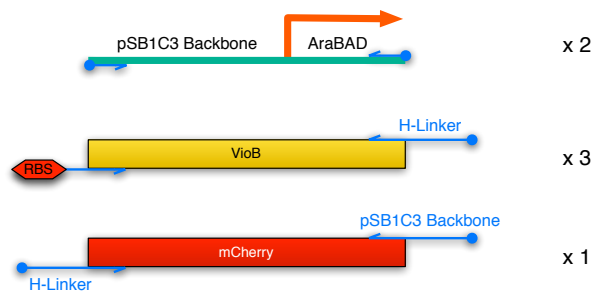 pSB1C3 Backbone AraBAD x 2
H-Linker
VioB
RBS
x 3
pSB1C3 Backbone
mCherry
x 1
H-Linker